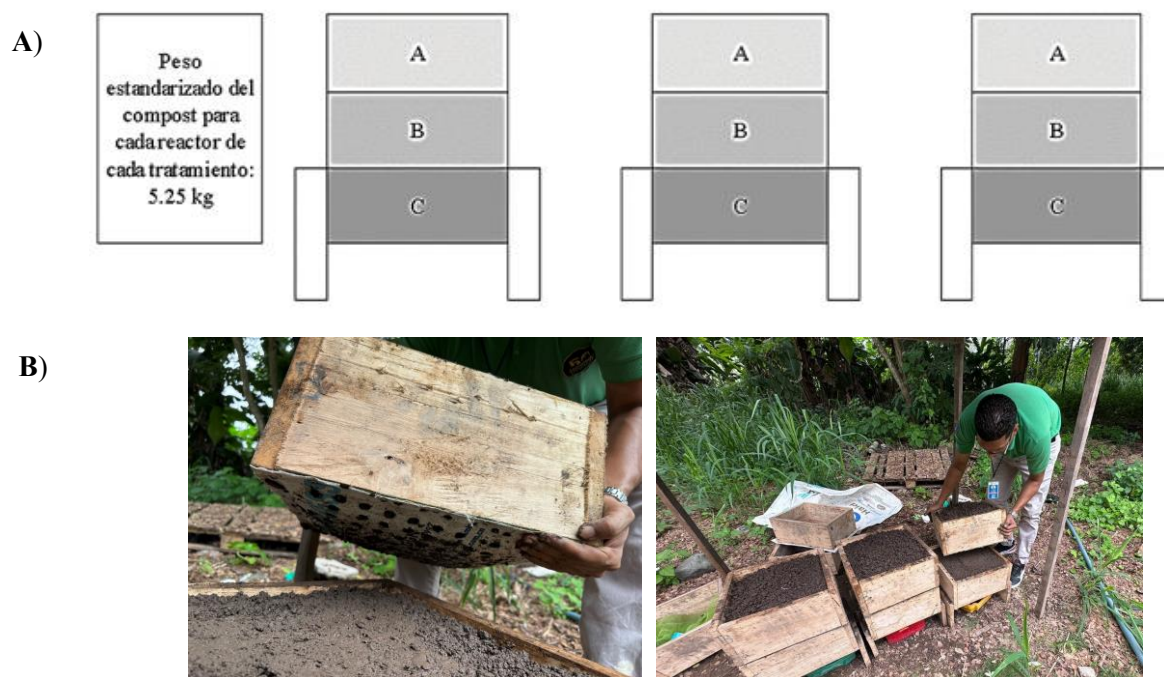 A)
Peso
estandarizado del
compost para
cada reactor de
cada tratamiento:
5.25 kg
A
B
C
A
B
C
A
B
C
B)